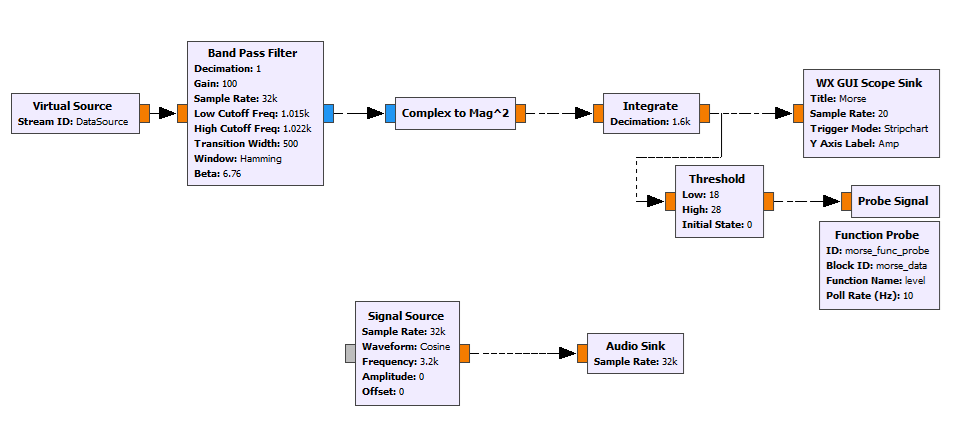 Virtual Source
Stream ID: DataSource
Band Pass Filter
Decimation: 1
Gain: 100
Sample Rate: 32k
Low Cutoff Freq: 1.015k
High Cutoff Freq: 1.022k
Transition Width: 500
Window: Hamming
Beta: 6.76
Complex to Mag^2
Integrate
Decimation: 1.6k
WX GUI Scope Sink
Title: Morse
Sample Rate: 20
Trigger Mode: Stripchart
Y Axis Label: Amp
Threshold
Low: 18
High: 28
Initial State: 0
Probe Signal
Function Probe
ID: morse_func_probe
Block ID: morse_data
Function Name: level
Poll Rate (Hz): 10
Signal Source
Sample Rate: 32k
Waveform: Cosine
Frequency: 3.2k
Amplitude: 0
Offset: 0
Audio Sink
Sample Rate: 32k